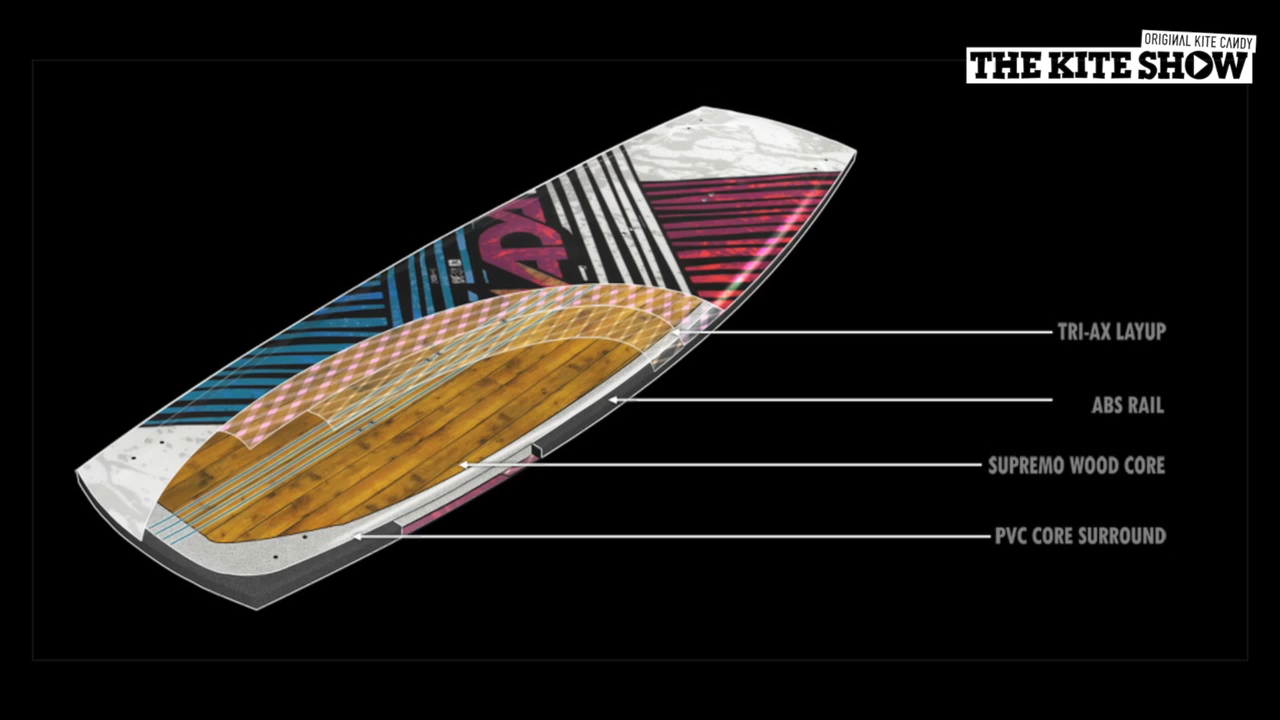 ORIGINAL KITE CANDY
THE KITE SHOW
TRI-AX LAYUP
ABS RAIL
SUPREMO WOOD CORE
PVC CORE SURROUND